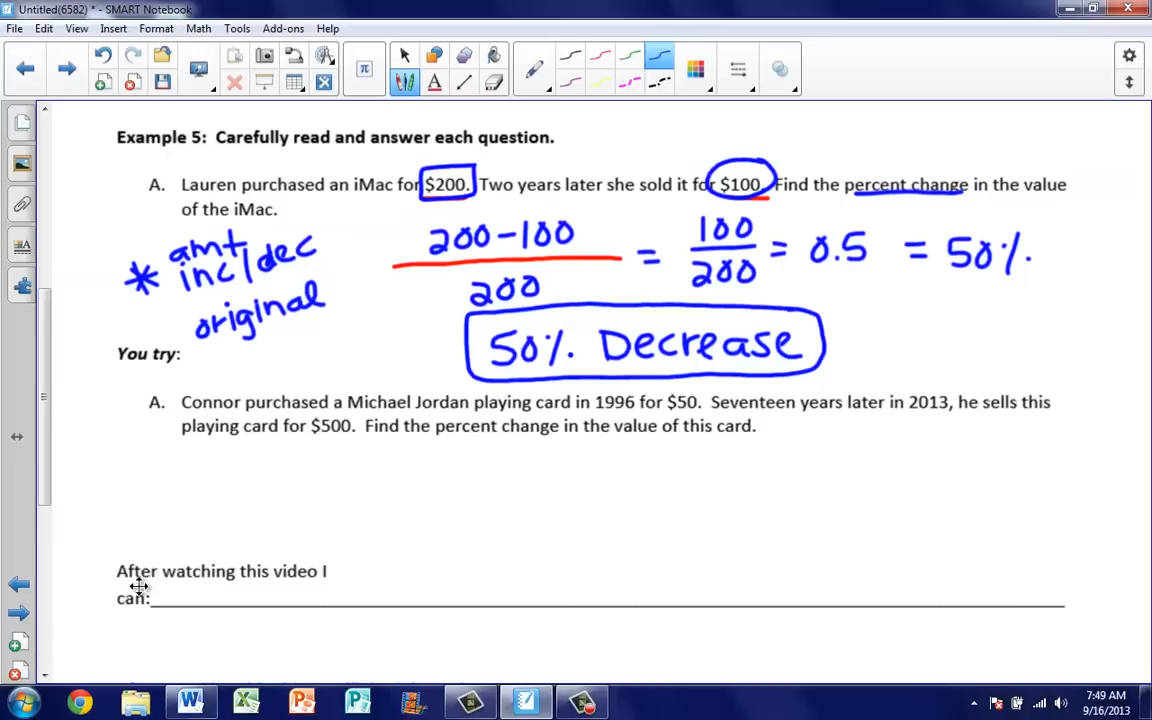 Untitled(6582) * - SMART Notebook
File Edit View Insert Format Math Tools Add-ons Help
Example 5: Carefully read and answer each question.
A. Lauren purchased an iMac for $200. Two years later she sold it for $100. Find the percent change in the value
of the iMac.
* amt inc/dec
original
200-100
200
= 100
200
= 0.5 = 50%
50% Decrease
You try:
A. Connor purchased a Michael Jordan playing card in 1996 for $50. Seventeen years later in 2013, he sells this
playing card for $500. Find the percent change in the value of this card.
After watching this video I
can:
7:49 AM
9/16/2013